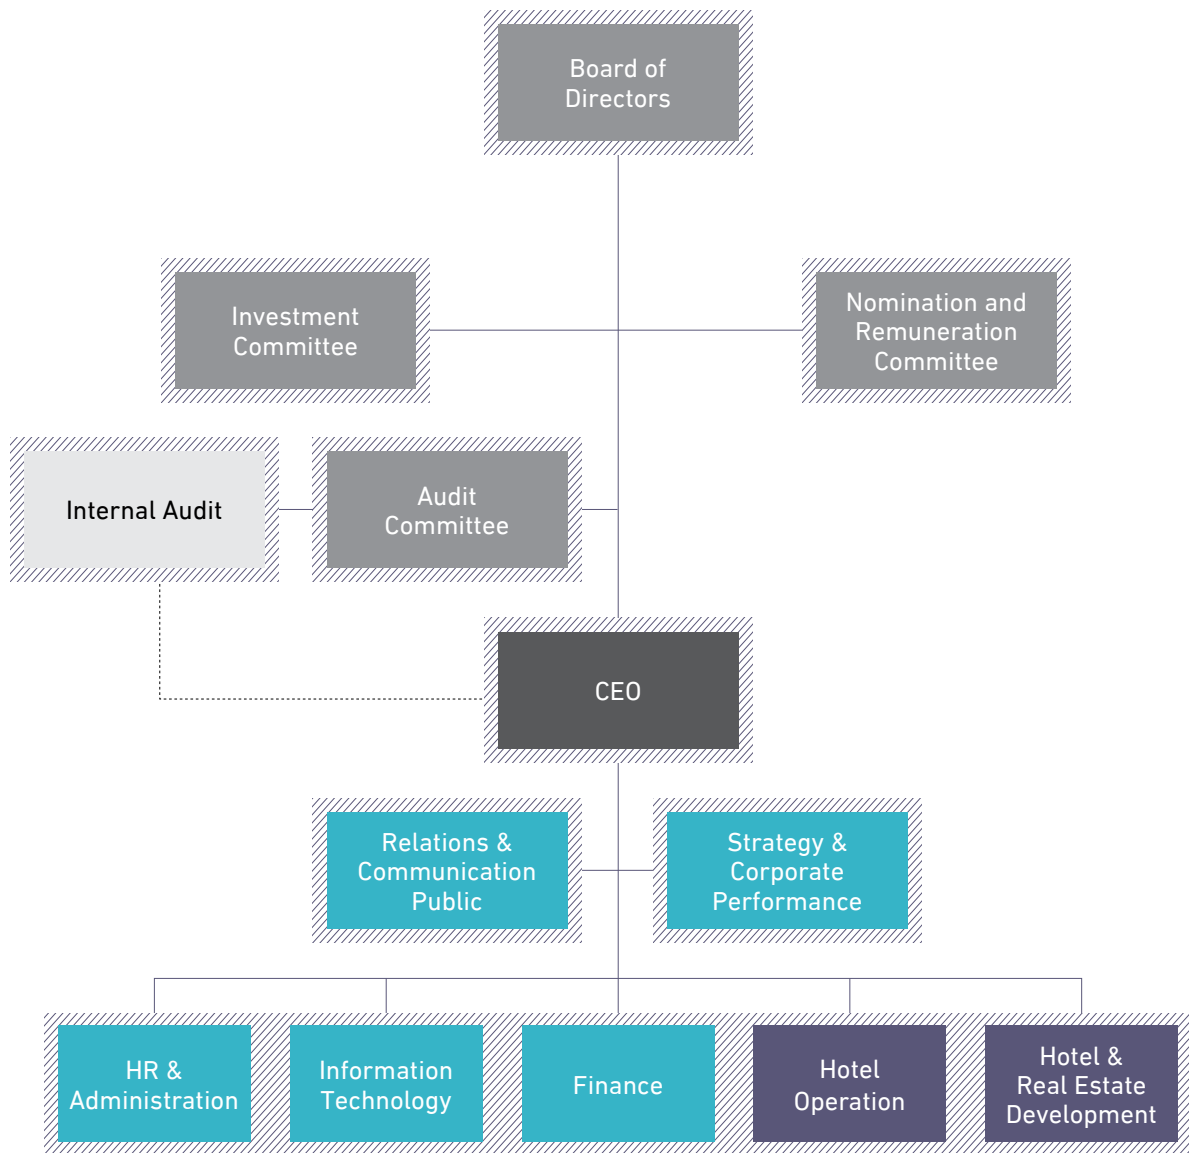 Board of
Directors
Investment
Committee
Nomination and
Remuneration
Committee
Internal Audit
Audit
Committee
CEO
Relations &
Communication
Public
Strategy &
Corporate
Performance
HR &
Administration
Information
Technology
Finance
Hotel
Operation
Hotel &
Real Estate
Development